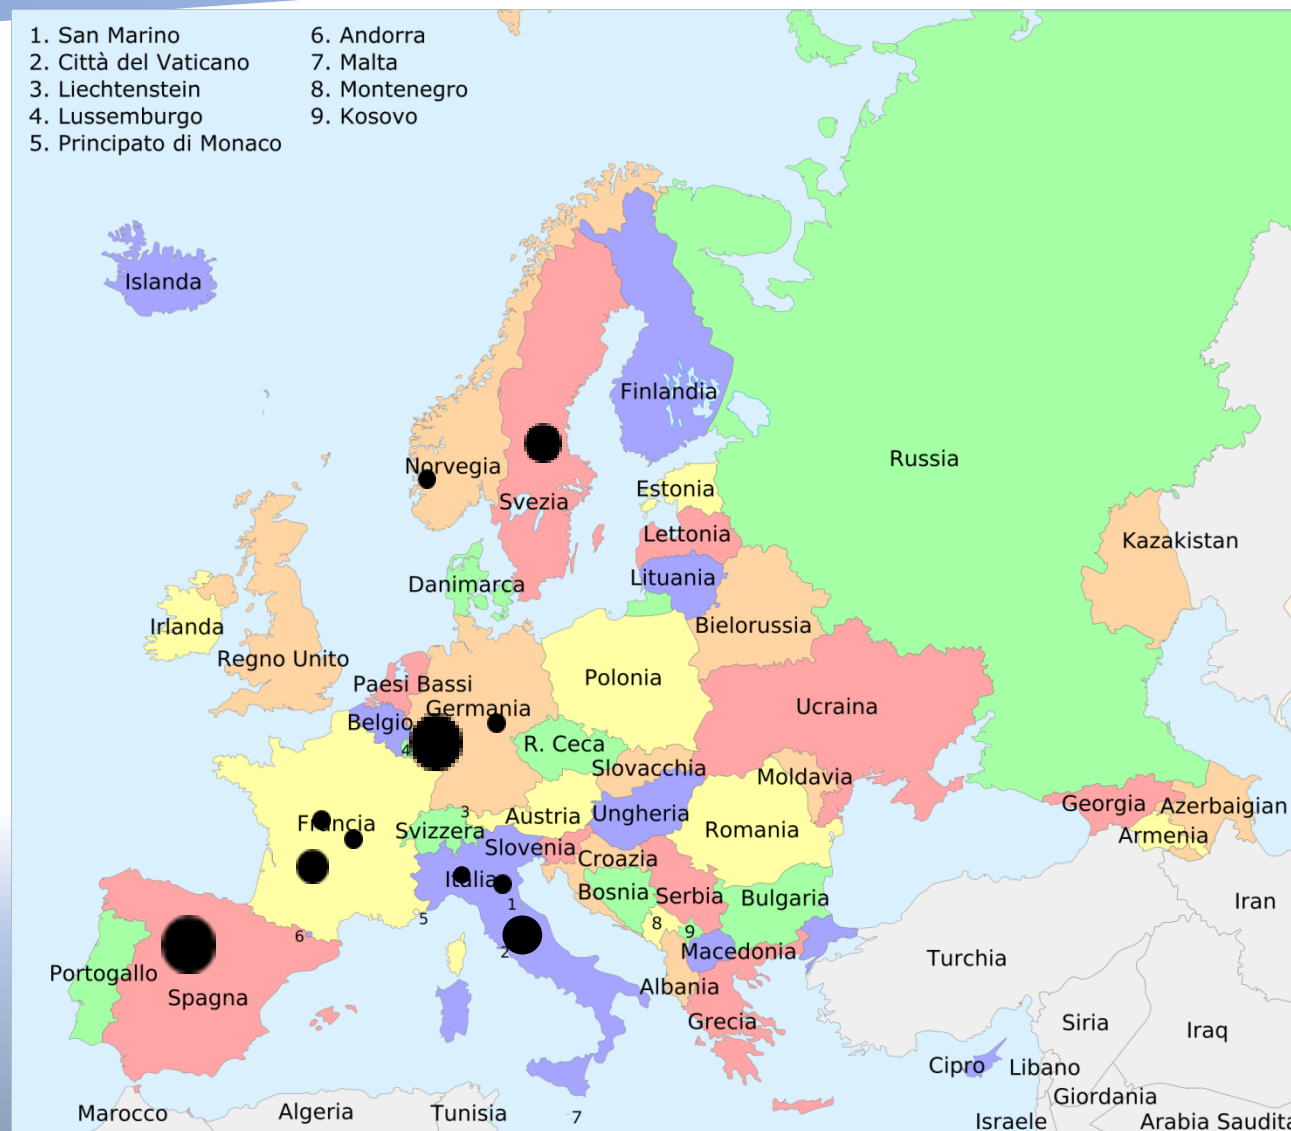 1. San Marino
2. Città del Vaticano
3. Liechtenstein
4. Lussemburgo
5. Principato di Monaco
6. Andorra
7. Malta
8. Montenegro
9. Kosovo
Islanda
Finlandia
Russia
Norvegia
Svezia
Estonia
Lettonia
Kazakistan
Danimarca
Lituania
Irlanda
Bielorussia
Regno Unito
Polonia
Paesi Bassi
Germania
Ucraina
Belgio
4
R. Ceca
Slovacchia
Moldavia
3
Georgia
Azerbaigian
Francia
Svizzera
Austria
Ungheria
Romania
Armenia
Slovenia
Croazia
Italia
Bosnia
Serbia
Bulgaria
1
Iran
5
8
9
6
2
Macedonia
Turchia
Portogallo
Spagna
Albania
Grecia
Siria
Iraq
Cipro
Libano
Giordania
Marocco
Algeria
Tunisia
7
Israele
Arabia Saudita